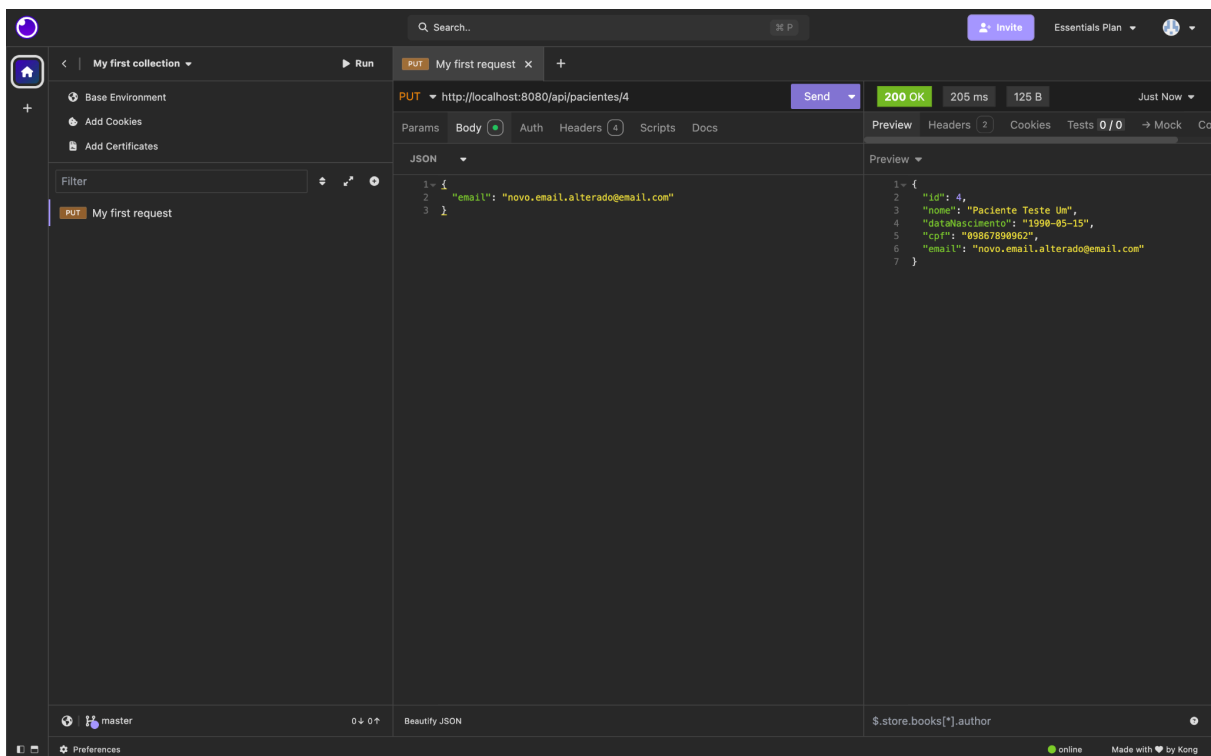 Search..
⌘ P
Invite
Essentials Plan
My first collection
Run
Base Environment
Add Cookies
Add Certificates
Filter
PUT My first request
PUT My first request
PUT http://localhost:8080/api/pacientes/4
Send
Params Body Auth Headers 4 Scripts Docs
JSON
1 {
2 "email": "novo.email.alterado@email.com"
3 }
200 OK 205 ms 125 B Just Now
Preview Headers 2 Cookies Tests 0 / 0 → Mock Co
Preview
1 {
2 "id": 4,
3 "nome": "Paciente Teste Um",
4 "dataNascimento": "1990-05-15",
5 "cpf": "09867890962",
6 "email": "novo.email.alterado@email.com"
7 }
master 0↓ 0↑
Beautify JSON
$.store.books[*].author
Preferences
online Made with ♥ by Kong